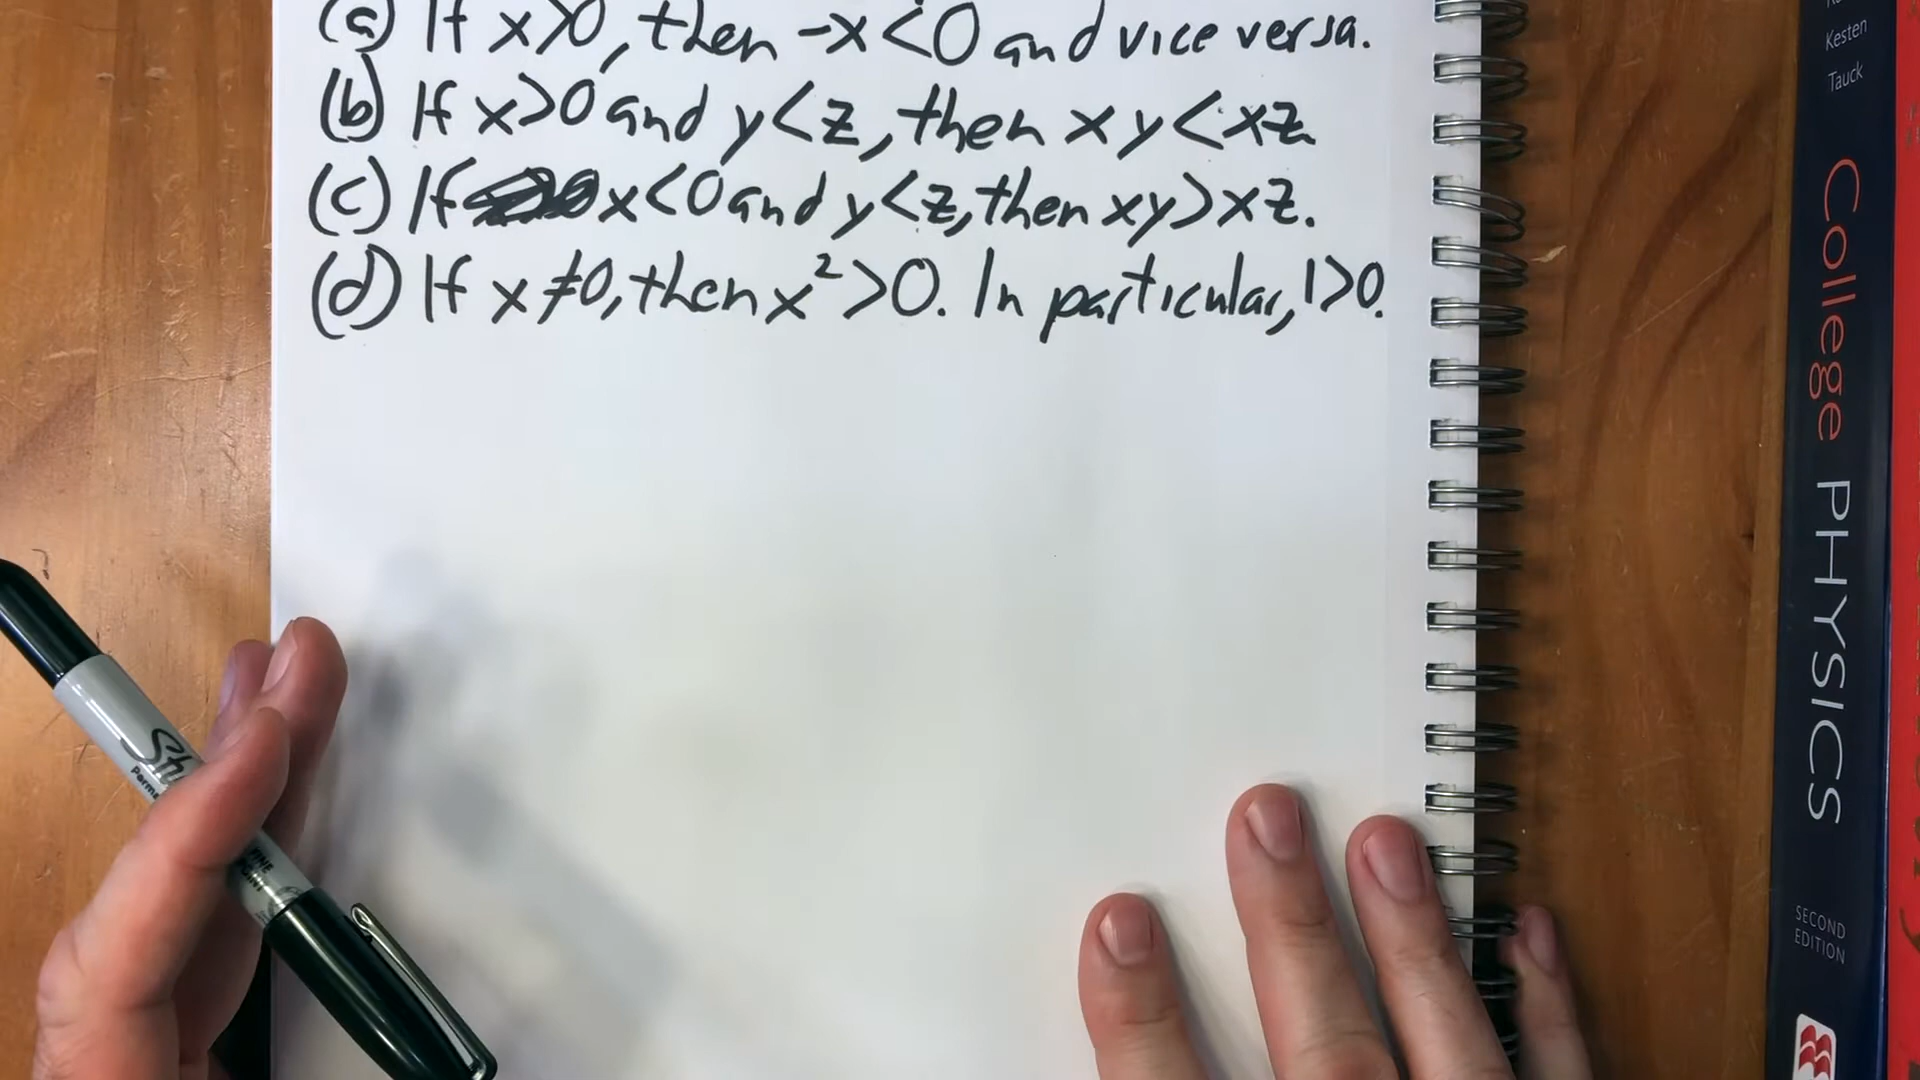 (a) If x>0, then -x<0 and vice versa.
(b) If x>0 and y<z, then xy<xz
(c) If x<0 and y<z, then xy>xz.
(d) If x≠0, then x²>0. In particular, 1>0.
Kesten
Tauck
College PHYSICS
SECOND
EDITION
FINE